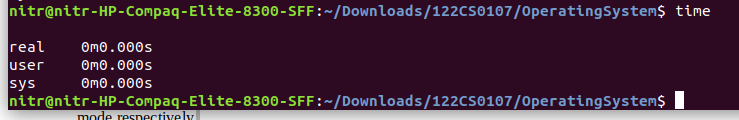 nitr@nitr-HP-Compaq-Elite-8300-SFF:~/Downloads/122CS0107/OperatingSystem$ time
real 0m0.000s
user 0m0.000s
sys 0m0.000s
nitr@nitr-HP-Compaq-Elite-8300-SFF:~/Downloads/122CS0107/OperatingSystem$
mode respectively